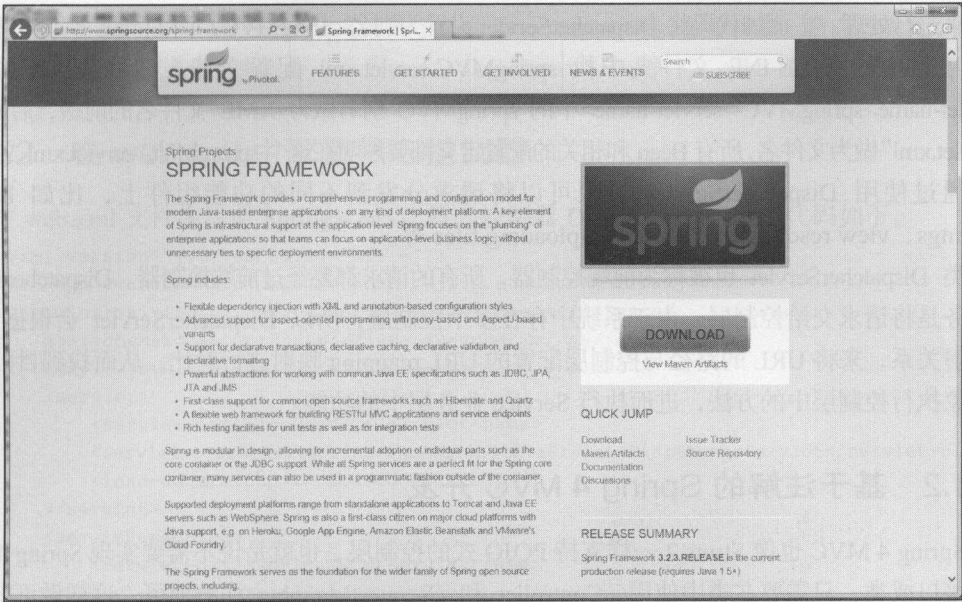 http://www.springsource.org/spring-framework
Spring Framework | Spri...
spring
by Pivotal.
FEATURES
GET STARTED
GET INVOLVED
NEWS & EVENTS
Search
SUBSCRIBE
Spring Projects
SPRING FRAMEWORK
The Spring Framework provides a comprehensive programming and configuration model for
modern Java-based enterprise applications - on any kind of deployment platform. A key element
of Spring is infrastructural support at the application level: Spring focuses on the "plumbing" of
enterprise applications so that teams can focus on application-level business logic, without
unnecessary ties to specific deployment environments.
Spring includes:
• Flexible dependency injection with XML and annotation-based configuration styles
• Advanced support for aspect-oriented programming with proxy-based and AspectJ-based
variants
• Support for declarative transactions, declarative caching, declarative validation, and
declarative formatting
• Powerful abstractions for working with common Java EE specifications such as JDBC, JPA,
JTA and JMS
• First-class support for common open source frameworks such as Hibernate and Quartz
• A flexible web framework for building RESTful MVC applications and service endpoints
• Rich testing facilities for unit tests as well as for integration tests
Spring is modular in design, allowing for incremental adoption of individual parts such as the
core container or the JDBC support. While all Spring services are a perfect fit for the Spring core
container, many services can also be used in a programmatic fashion outside of the container.
Supported deployment platforms range from standalone applications to Tomcat and Java EE
servers such as WebSphere. Spring is also a first-class citizen on major cloud platforms with
Java support, e.g. on Heroku, Google App Engine, Amazon Elastic Beanstalk and VMware's
Cloud Foundry.
The Spring Framework serves as the foundation for the wider family of Spring open source
projects, including:
spring
DOWNLOAD
View Maven Artifacts
QUICK JUMP
Download
Issue Tracker
Maven Artifacts
Source Repository
Documentation
Discussions
RELEASE SUMMARY
Spring Framework 3.2.3.RELEASE is the current
production release (requires Java 1.5+)